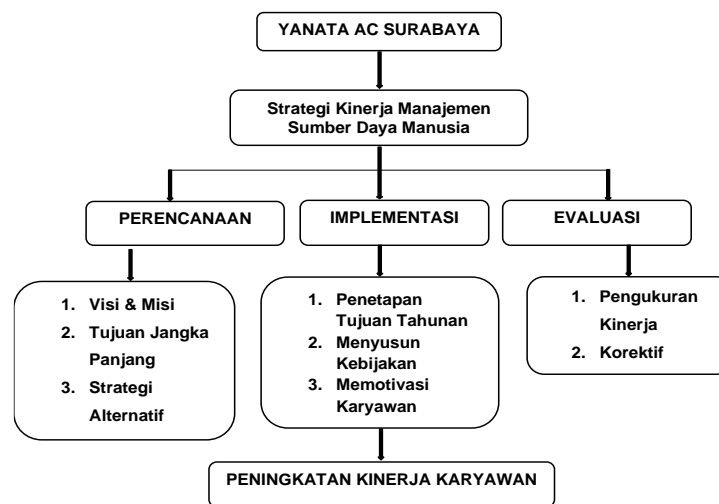 YANATA AC SURABAYA
Strategi Kinerja Manajemen
Sumber Daya Manusia
PERENCANAAN
IMPLEMENTASI
EVALUASI
1. Visi & Misi
2. Tujuan Jangka
Panjang
3. Strategi
Alternatif
1. Penetapan
Tujuan Tahunan
2. Menyusun
Kebijakan
3. Memotivasi
Karyawan
1. Pengukuran
Kinerja
2. Korektif
PENINGKATAN KINERJA KARYAWAN